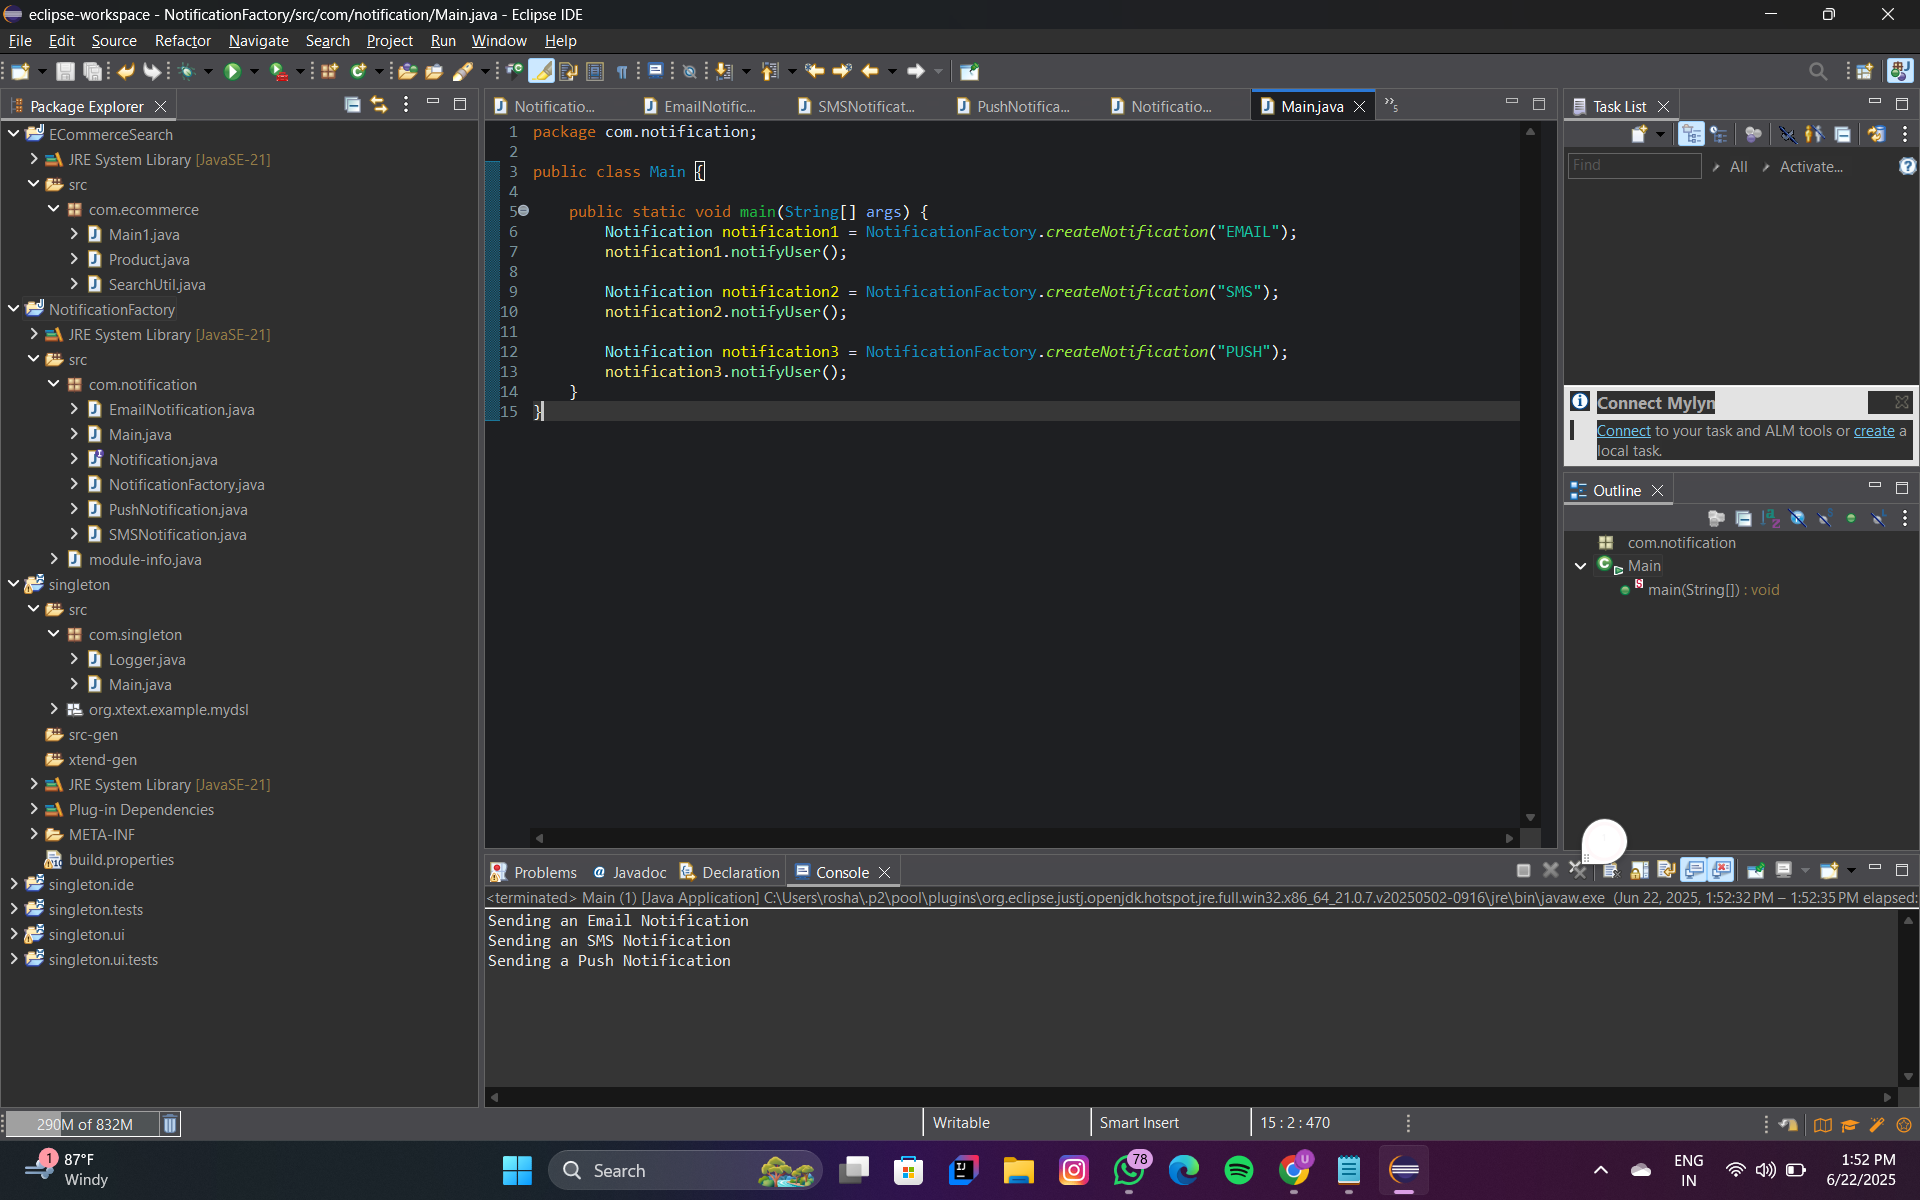 eclipse-workspace - NotificationFactory/src/com/notification/Main.java - Eclipse IDE
File Edit Source Refactor Navigate Search Project Run Window Help
Package Explorer
ECommerceSearch
JRE System Library [JavaSE-21]
src
com.ecommerce
Main1.java
Product.java
SearchUtil.java
NotificationFactory
JRE System Library [JavaSE-21]
src
com.notification
EmailNotification.java
Main.java
Notification.java
NotificationFactory.java
PushNotification.java
SMSNotification.java
module-info.java
singleton
src
com.singleton
Logger.java
Main.java
org.xtext.example.mydsl
src-gen
xtend-gen
JRE System Library [JavaSE-21]
Plug-in Dependencies
META-INF
build.properties
singleton.ide
singleton.tests
singleton.ui
singleton.ui.tests
Notificatio... EmailNotific... SMSNotificat... PushNotifica... Notificatio... Main.java »5
1 package com.notification;
2
3 public class Main {
4
5 public static void main(String[] args) {
6 Notification notification1 = NotificationFactory.createNotification("EMAIL");
7 notification1.notifyUser();
8
9 Notification notification2 = NotificationFactory.createNotification("SMS");
10 notification2.notifyUser();
11
12 Notification notification3 = NotificationFactory.createNotification("PUSH");
13 notification3.notifyUser();
14 }
15 }
Task List
Find All Activate...
Connect Mylyn
Connect to your task and ALM tools or create a
local task.
Outline
com.notification
Main
main(String[]) : void
Problems Javadoc Declaration Console
<terminated> Main (1) [Java Application] C:\Users\rosha\.p2\pool\plugins\org.eclipse.justj.openjdk.hotspot.jre.full.win32.x86_64_21.0.7.v20250502-0916\jre\bin\javaw.exe (Jun 22, 2025, 1:52:32 PM – 1:52:35 PM elapsed:
Sending an Email Notification
Sending an SMS Notification
Sending a Push Notification
290M of 832M
Writable Smart Insert 15 : 2 : 470
1
87°F
Windy
Search
78
U
ENG
IN
1:52 PM
6/22/2025